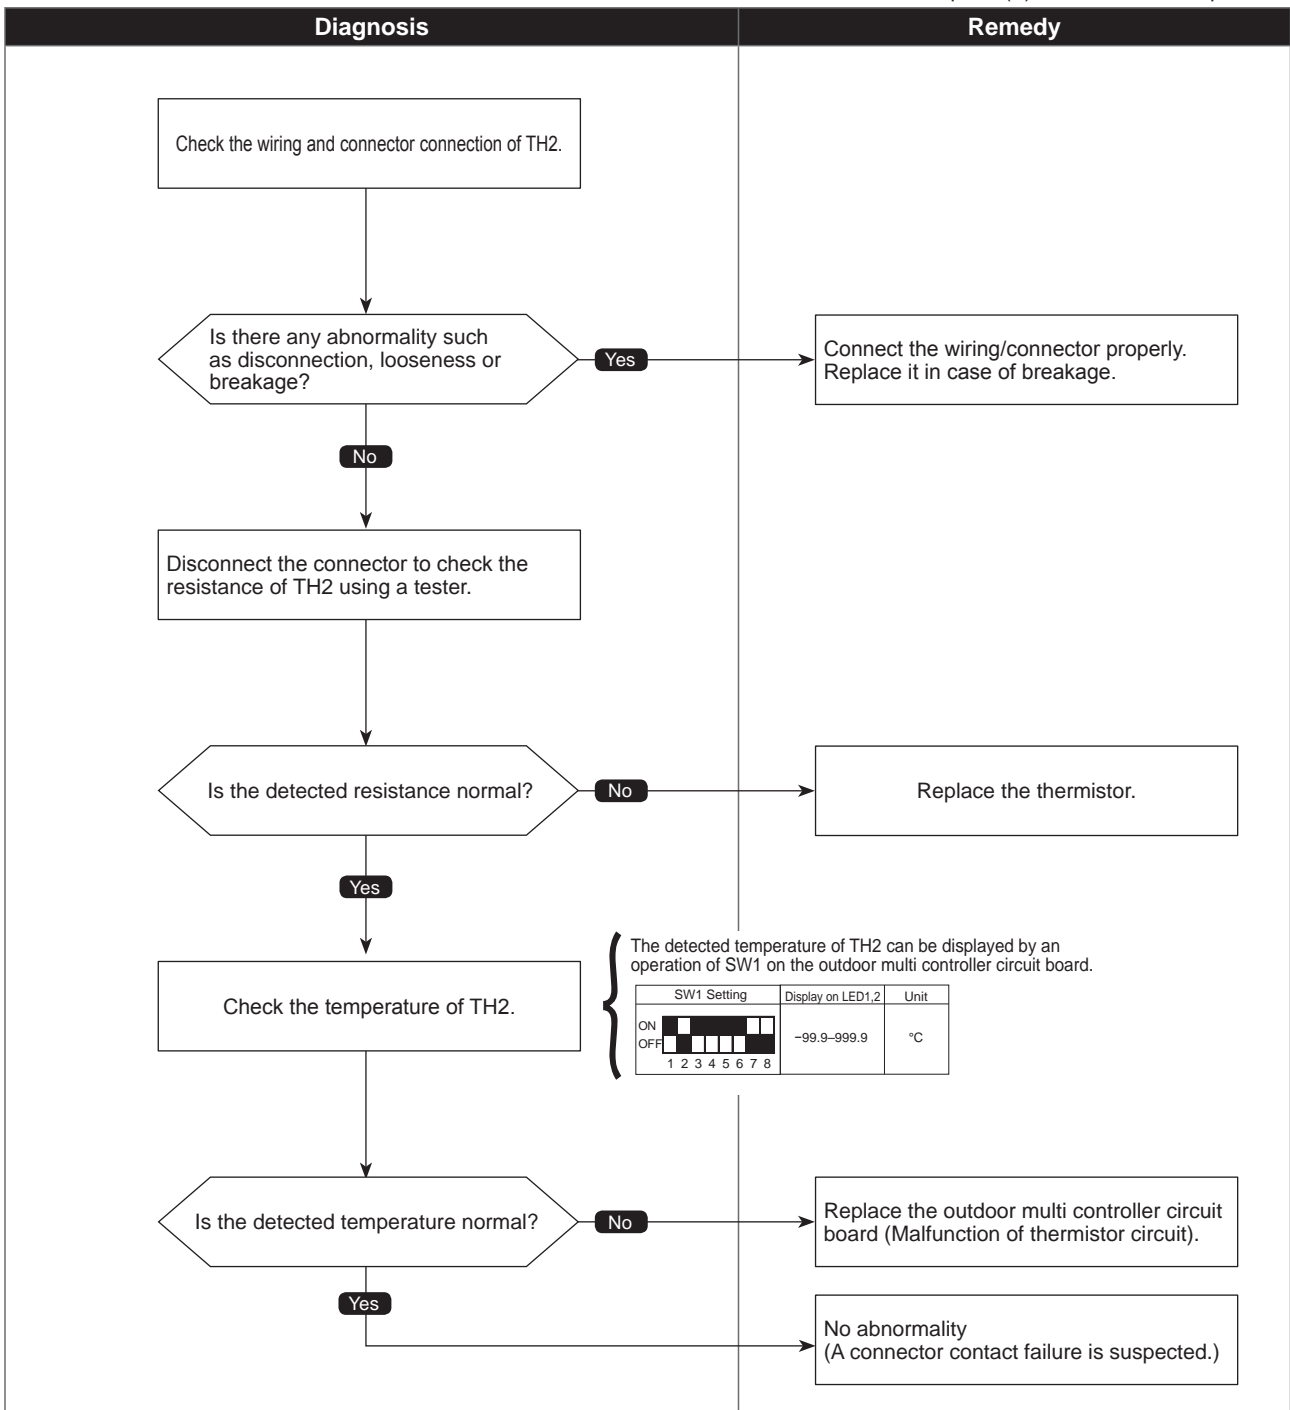 Diagnosis
Remedy
Check the wiring and connector connection of TH2.
Is there any abnormality such
as disconnection, looseness or
breakage?
Yes
Connect the wiring/connector properly.
Replace it in case of breakage.
No
Disconnect the connector to check the
resistance of TH2 using a tester.
Is the detected resistance normal?
No
Replace the thermistor.
Yes
Check the temperature of TH2.
The detected temperature of TH2 can be displayed by an
operation of SW1 on the outdoor multi controller circuit board.
SW1 Setting
Display on LED1,2
Unit
ON
OFF
1 2 3 4 5 6 7 8
−99.9–999.9
°C
Is the detected temperature normal?
No
Replace the outdoor multi controller circuit
board (Malfunction of thermistor circuit).
Yes
No abnormality
(A connector contact failure is suspected.)